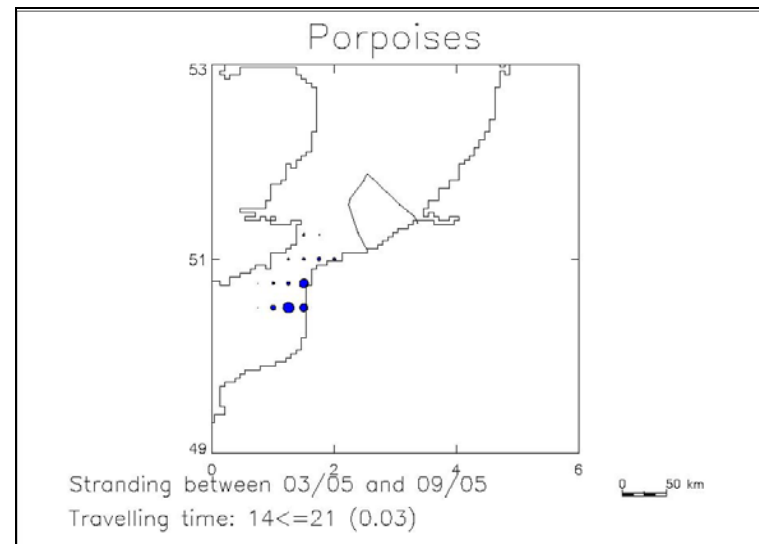 Porpoises
53
51
49
0 2 4 6
Stranding between 03/05 and 09/05
0 50 km
Travelling time: 14<=21 (0.03)